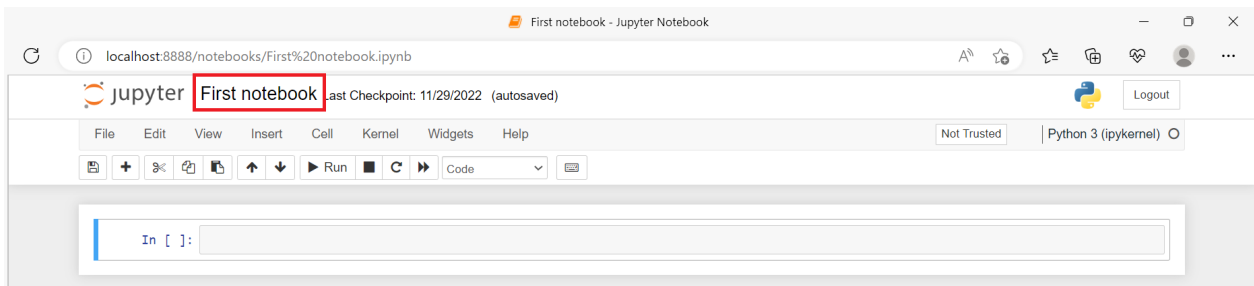 First notebook - Jupyter Notebook
localhost:8888/notebooks/First%20notebook.ipynb
jupyter First notebook Last Checkpoint: 11/29/2022 (autosaved) Logout
File Edit View Insert Cell Kernel Widgets Help Not Trusted Python 3 (ipykernel)
Run Code
In [ ]: